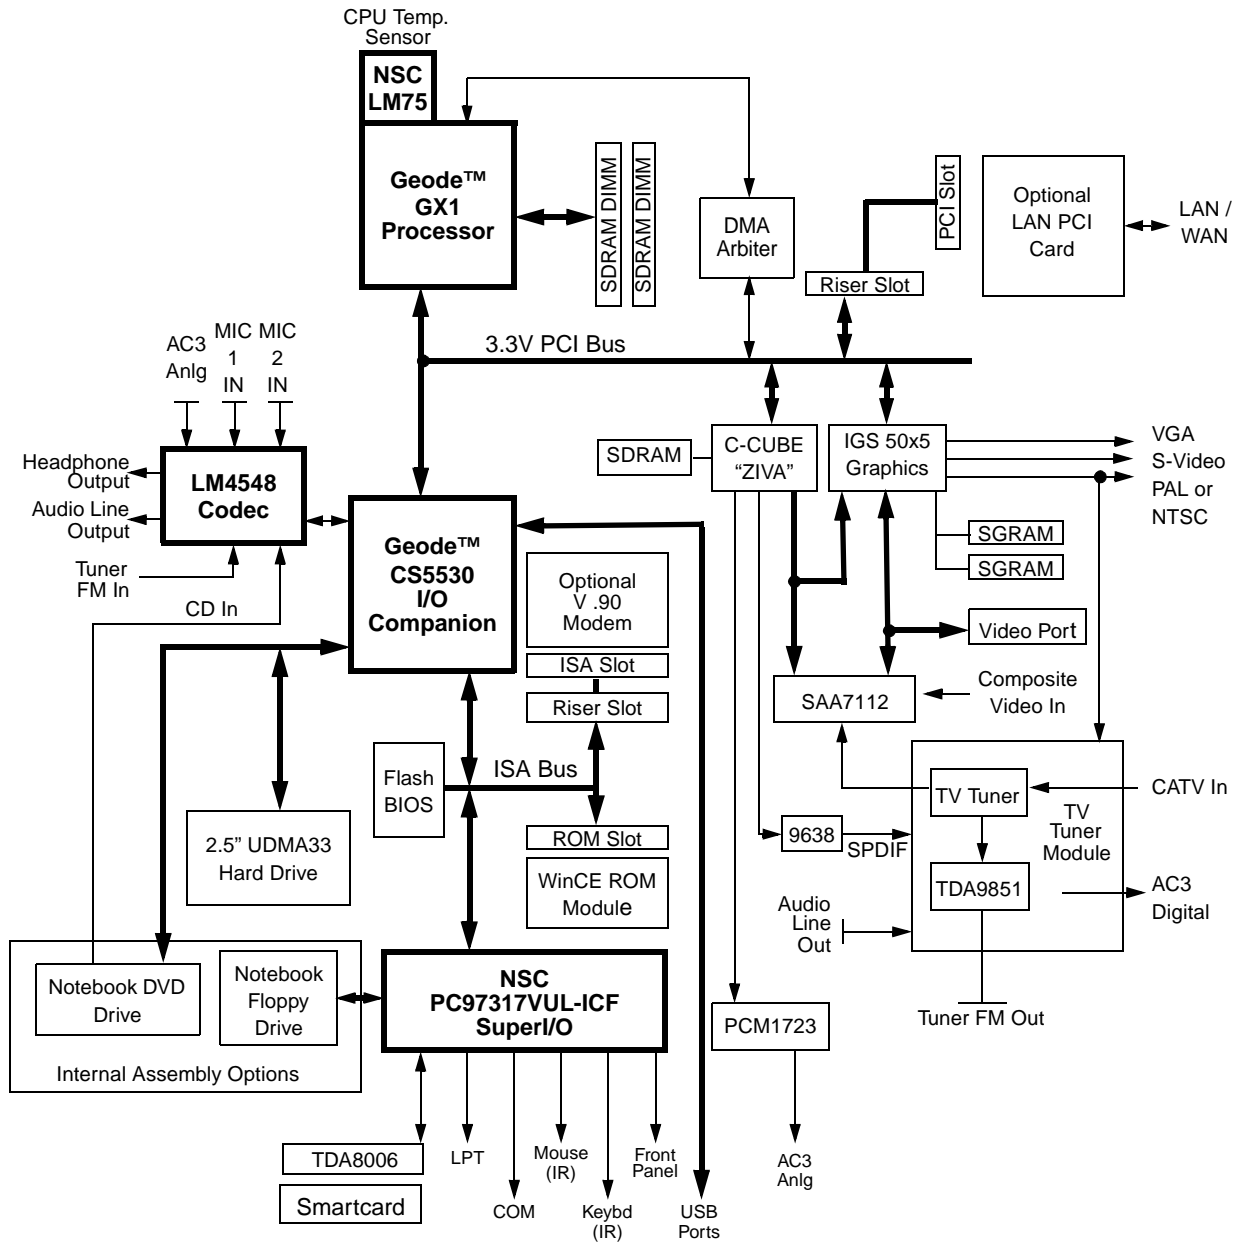 CPU Temp.
Sensor
NSC
LM75
Geode™
GX1
Processor
SDRAM DIMM
SDRAM DIMM
DMA
Arbiter
PCI Slot
Riser Slot
Optional
LAN PCI
Card
LAN /
WAN
3.3V PCI Bus
AC3
Anlg
MIC
1
IN
MIC
2
IN
Headphone
Output
Audio Line
Output
LM4548
Codec
Tuner
FM In
CD In
Geode™
CS5530
I/O
Companion
SDRAM
C-CUBE
“ZIVA”
IGS 50x5
Graphics
VGA
S-Video
PAL or
NTSC
SGRAM
SGRAM
Video Port
Optional
V .90
Modem
ISA Slot
Riser Slot
SAA7112
Composite
Video In
Flash
BIOS
ISA Bus
ROM Slot
WinCE ROM
Module
2.5” UDMA33
Hard Drive
TV Tuner
CATV In
TV
Tuner
Module
9638
SPDIF
TDA9851
AC3
Digital
Audio
Line
Out
Tuner FM Out
Notebook DVD
Drive
Notebook
Floppy
Drive
Internal Assembly Options
NSC
PC97317VUL-ICF
SuperI/O
PCM1723
TDA8006
Smartcard
LPT
COM
Mouse
(IR)
Keybd
(IR)
Front
Panel
USB
Ports
AC3
Anlg